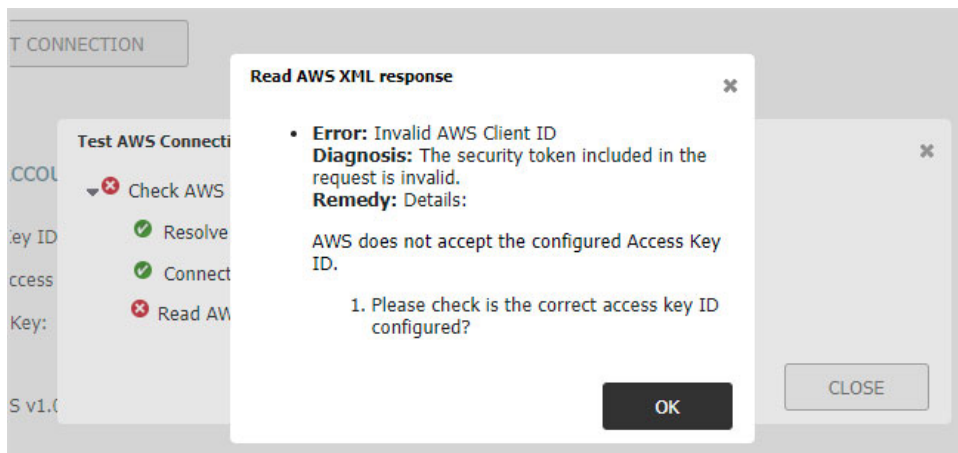 T CONNECTION
Read AWS XML response
Error: Invalid AWS Client ID
Diagnosis: The security token included in the
request is invalid.
Remedy: Details:
AWS does not accept the configured Access Key
ID.
1. Please check is the correct access key ID
configured?
OK
Test AWS Connecti
Check AWS
Resolve
Connect
Read AW
CLOSE
CCOU
ey ID
ccess
Key:
S v1.0